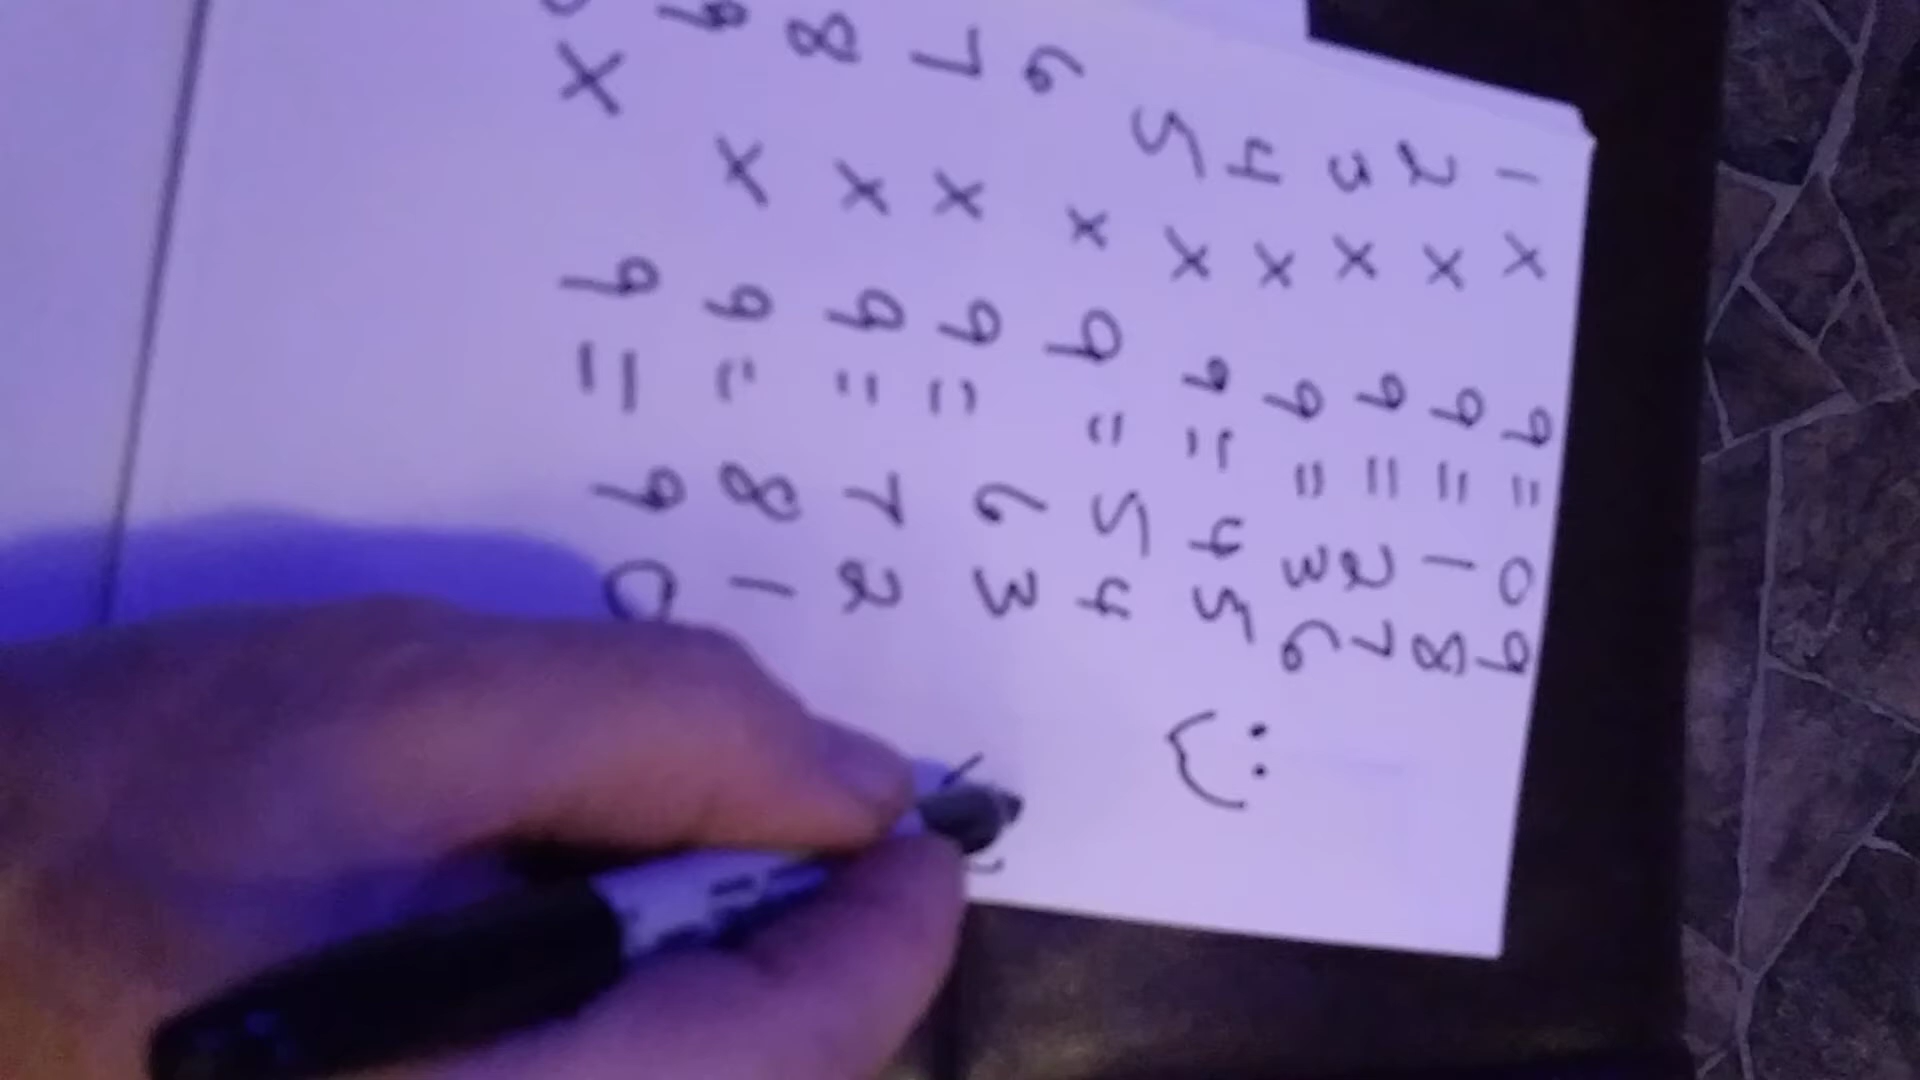 1 x 9 = 09
2 x 9 = 18
3 x 9 = 27
4 x 9 = 36
5 x 9 = 45
6 x 9 = 54
7 x 9 = 63
8 x 9 = 72
9 x 9 = 81
x 9 = 90